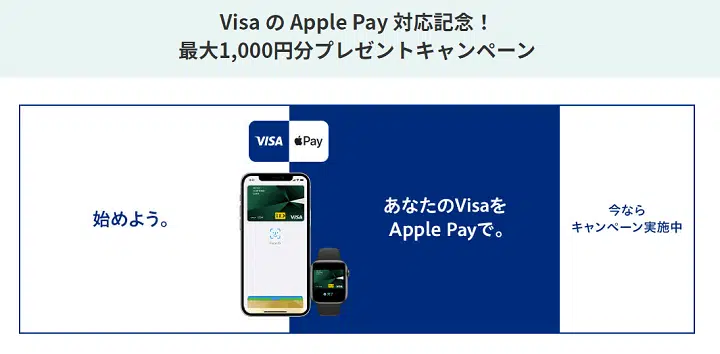 Visa の Apple Pay 対応記念！
最大1,000円分プレゼントキャンペーン
VISA
Pay
始めよう。
iD
VISA
あなたのVisaを
Apple Payで。
今なら
キャンペーン実施中